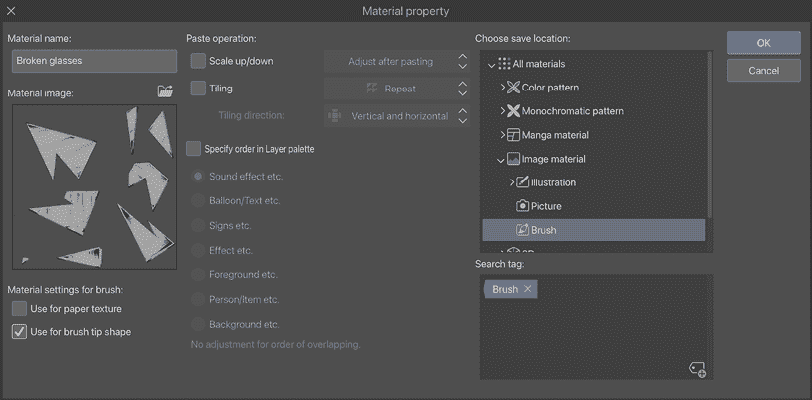 Material property
Material name:
Broken glasses
Material image:
Material settings for brush:
Use for paper texture
Use for brush tip shape
Paste operation:
Scale up/down
Adjust after pasting
Tiling
Repeat
Tiling direction:
Vertical and horizontal
Specify order in Layer palette
Sound effect etc.
Balloon/Text etc.
Signs etc.
Effect etc.
Foreground etc.
Person/Item etc.
Background etc.
No adjustment for order of overlapping.
Choose save location:
All materials
Color pattern
Monochromatic pattern
Manga material
Image material
Illustration
Picture
Brush
Search tag:
Brush
OK
Cancel